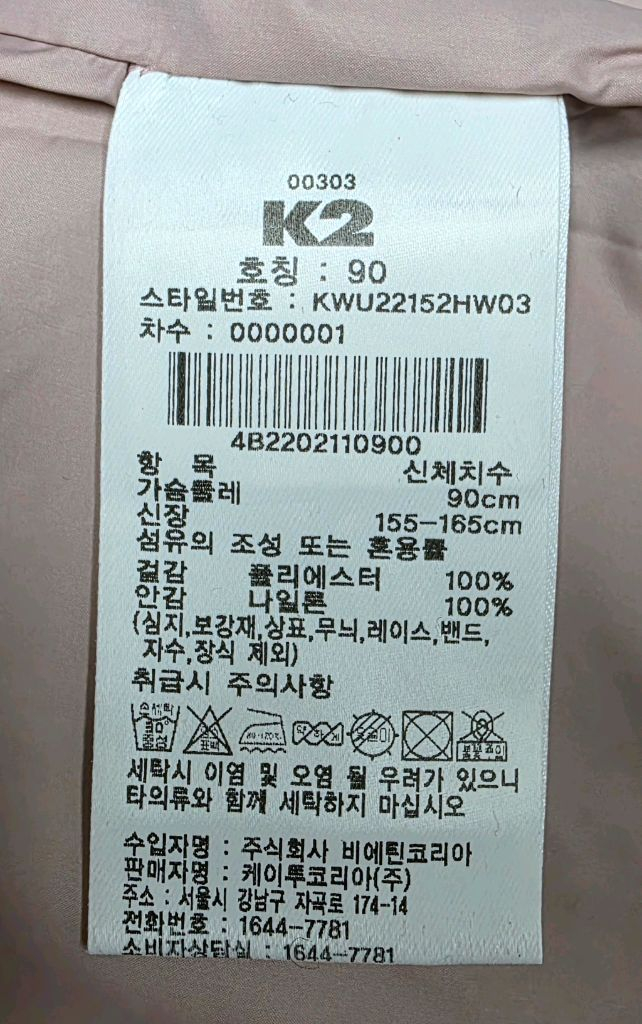 00303
K2
호칭 : 90
스타일번호 : KWU22152HW03
차수 : 0000001
4B2202110900
항 목 신체치수
가슴둘레 90cm
신장 155-165cm
섬유의 조성 또는 혼용률
겉감 폴리에스터 100%
안감 나일론 100%
(심지,보강재,상표,무늬,레이스,밴드,
자수,장식 제외)
취급시 주의사항
손세탁 약하게
세탁시 이염 및 오염 될 우려가 있으니
타의류와 함께 세탁하지 마십시오
수입자명 : 주식회사 비에틴코리아
판매자명 : 케이투코리아(주)
주소 : 서울시 강남구 자곡로 174-14
전화번호 : 1644-7781
소비자상담실 : 1644-7781